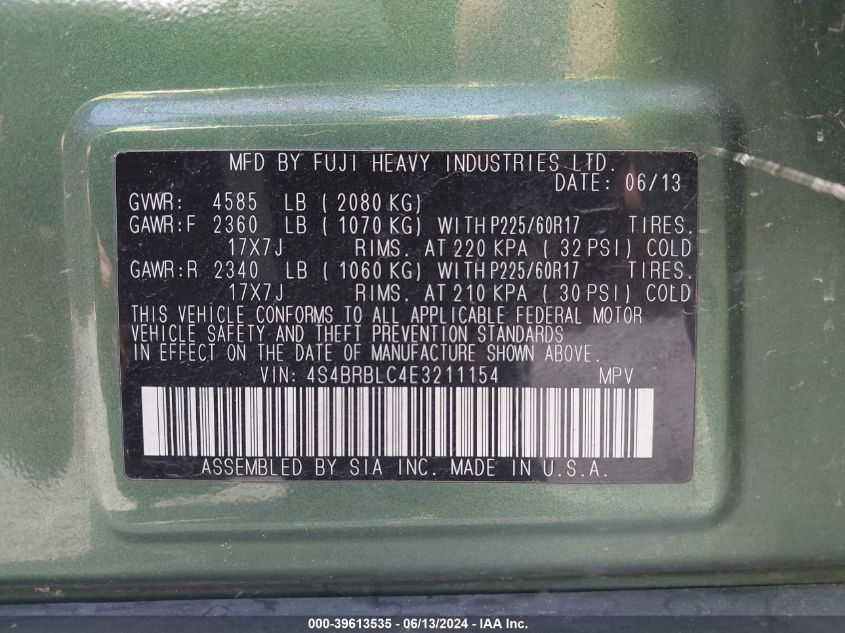 MFD BY FUJI HEAVY INDUSTRIES LTD.
DATE: 06/13
GVWR: 4585 LB ( 2080 KG)
GAWR:F 2360 LB ( 1070 KG) WITH P225/60R17 TIRES.
17X7J RIMS. AT 220 KPA ( 32 PSI) COLD
GAWR:R 2340 LB ( 1060 KG) WITH P225/60R17 TIRES.
17X7J RIMS. AT 210 KPA ( 30 PSI) COLD
THIS VEHICLE CONFORMS TO ALL APPLICABLE FEDERAL MOTOR
VEHICLE SAFETY AND THEFT PREVENTION STANDARDS
IN EFFECT ON THE DATE OF MANUFACTURE SHOWN ABOVE.
VIN: 4S4BRBLC4E3211154 MPV
ASSEMBLED BY SIA INC. MADE IN U.S.A.
000-39613535 - 06/13/2024 - IAAI, Inc.